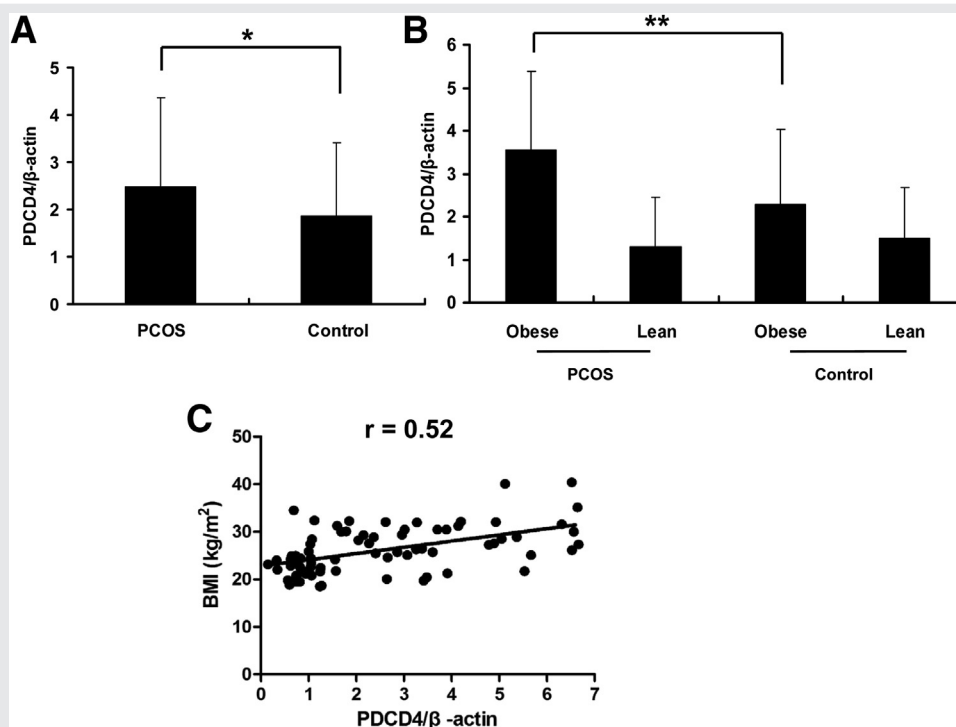 A
*
5
4
3
2
1
0
PDCD4/β-actin
PCOS Control
B
**
6
5
4
3
2
1
0
PDCD4/β-actin
Obese Lean Obese Lean
PCOS Control
C
r = 0.52
50
40
30
20
10
0
BMI (kg/m²)
0 1 2 3 4 5 6 7
PDCD4/β -actin